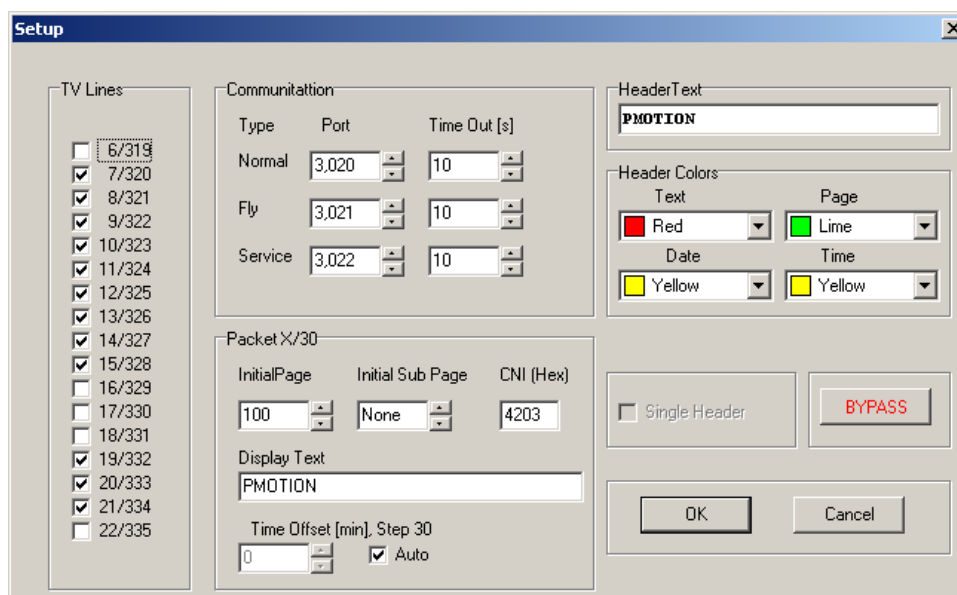 Setup
TV Lines
6/319
7/320
8/321
9/322
10/323
11/324
12/325
13/326
14/327
15/328
16/329
17/330
18/331
19/332
20/333
21/334
22/335
Communitattion
Type Port Time Out [s]
Normal 3,020 10
Fly 3,021 10
Service 3,022 10
Packet X/30
InitialPage Initial Sub Page CNI (Hex)
100 None 4203
Display Text
PMOTION
Time Offset [min], Step 30
0 Auto
HeaderText
PMOTION
Header Colors
Text Page
Red Lime
Date Time
Yellow Yellow
Single Header BYPASS
OK Cancel